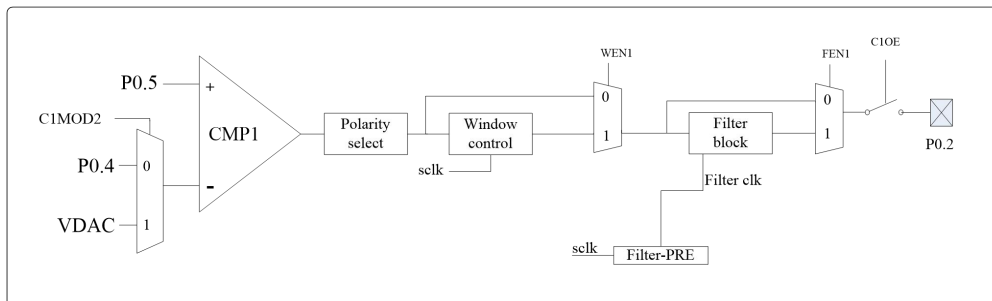 P0.5
C1MOD2
P0.4
VDAC
0
1
+
-
CMP1
Polarity
select
Window
control
sclk
WEN1
0
1
Filter
block
Filter clk
sclk
Filter-PRE
FEN1
0
1
C1OE
P0.2